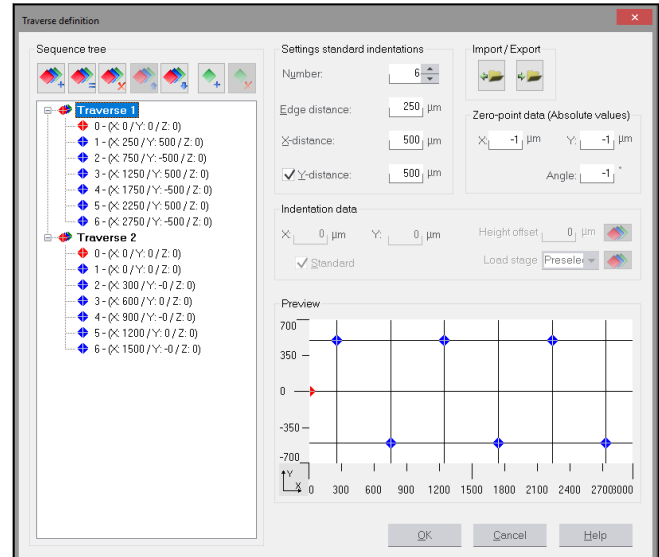 Traverse definition
Sequence tree
Traverse 1
0 - (X: 0 / Y: 0 / Z: 0)
1 - (X: 250 / Y: 500 / Z: 0)
2 - (X: 750 / Y: -500 / Z: 0)
3 - (X: 1250 / Y: 500 / Z: 0)
4 - (X: 1750 / Y: -500 / Z: 0)
5 - (X: 2250 / Y: 500 / Z: 0)
6 - (X: 2750 / Y: -500 / Z: 0)
Traverse 2
0 - (X: 0 / Y: 0 / Z: 0)
1 - (X: 0 / Y: 0 / Z: 0)
2 - (X: 300 / Y: -0 / Z: 0)
3 - (X: 600 / Y: 0 / Z: 0)
4 - (X: 900 / Y: -0 / Z: 0)
5 - (X: 1200 / Y: 0 / Z: 0)
6 - (X: 1500 / Y: -0 / Z: 0)
Settings standard indentations
Number: 6
Edge distance: 250 µm
X-distance: 500 µm
Y-distance: 500 µm
Import / Export
Zero-point data (Absolute values)
X: -1 µm Y: -1 µm
Angle: -1 °
Indentation data
X: 0 µm Y: 0 µm Height offset 0 µm
Standard Load stage Preselec
Preview
700
350
0
-350
-700
Y
X
0 300 600 900 1200 1500 1800 2100 2400 2700 3000
OK Cancel Help